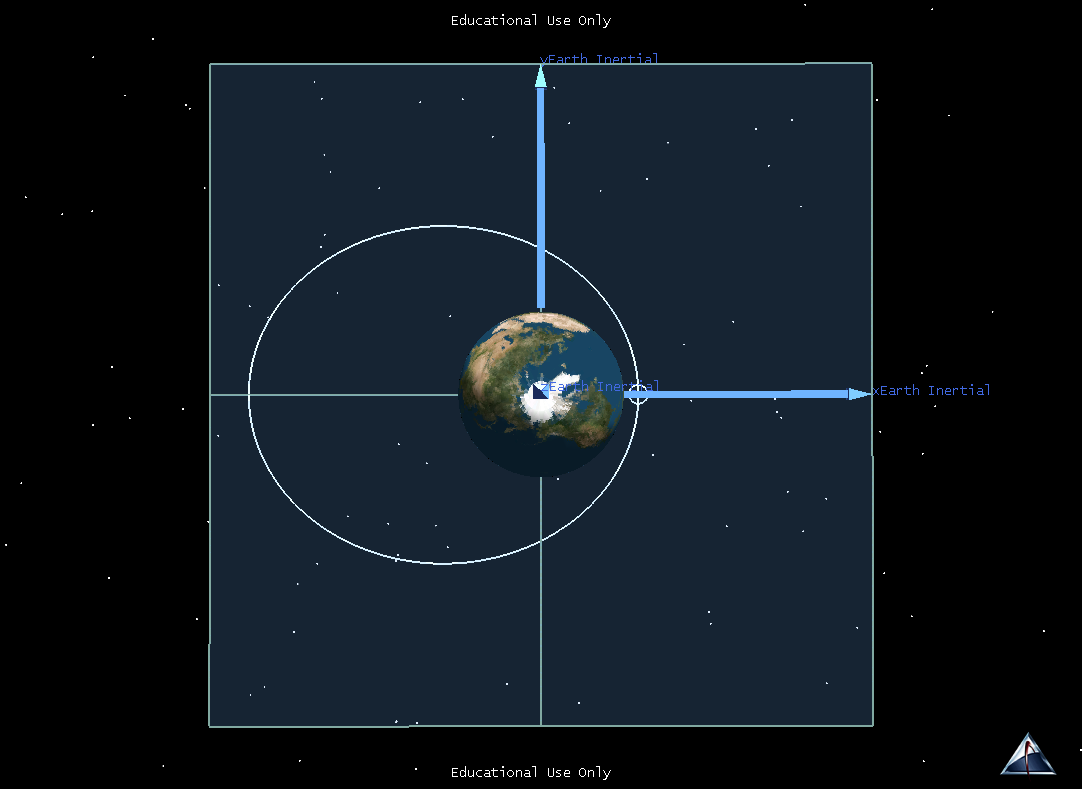 Educational Use Only
yEarth Inertial
zEarth Inertial
xEarth Inertial
Educational Use Only